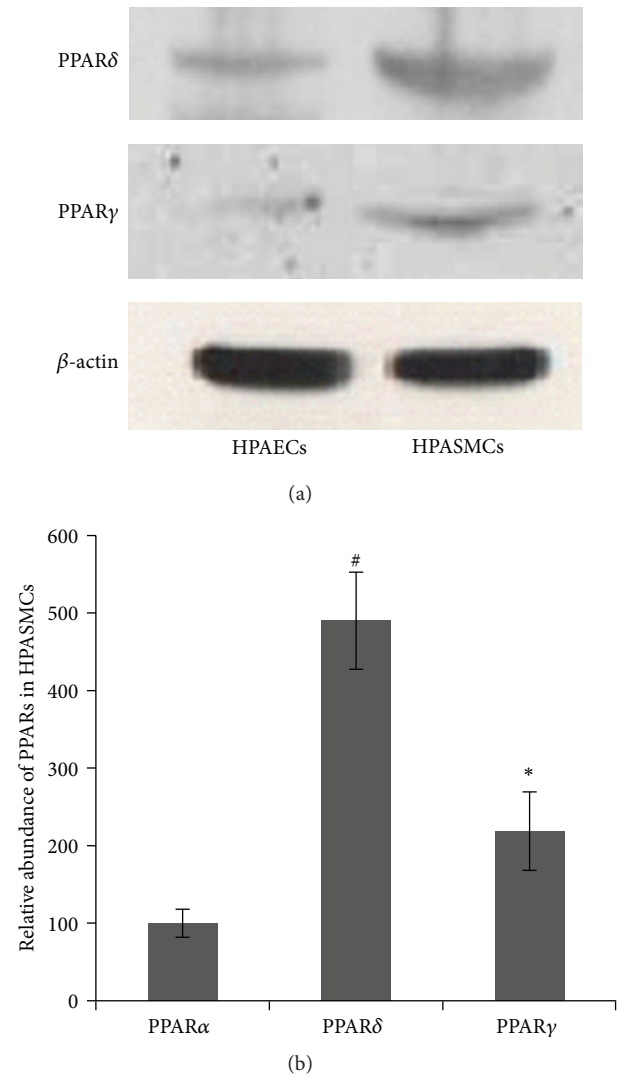 PPARδ
PPARγ
β-actin
HPAECs HPASMCs
(a)
Relative abundance of PPARs in HPASMCs
600
500
400
300
200
100
0
#
*
PPARα PPARδ PPARγ
(b)